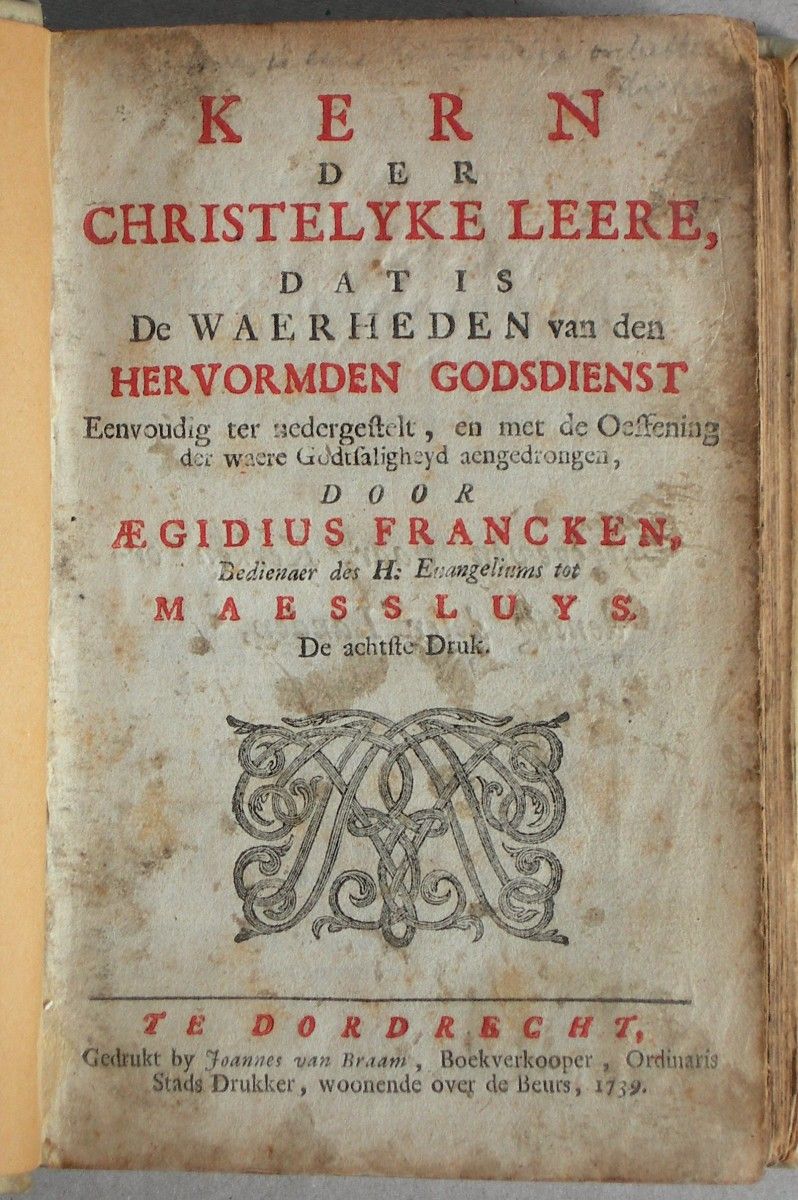 KERN
DER
CHRISTELYKE LEERE,
DAT IS
De WAERHEDEN van den
HERVORMDEN GODSDIENST
Eenvoudig ter nedergeſtelt, en met de Oeffening
der waere Godtſaligheyd aengedrongen,
DOOR
ÆGIDIUS FRANCKEN,
Bedienaer des H: Euangeliums tot
MAESSLUYS.
De achtſte Druk.
TE DORDRECHT,
Gedrukt by Joannes van Braam, Boekverkooper, Ordinaris
Stads Drukker, woonende over de Beurs, 1739.